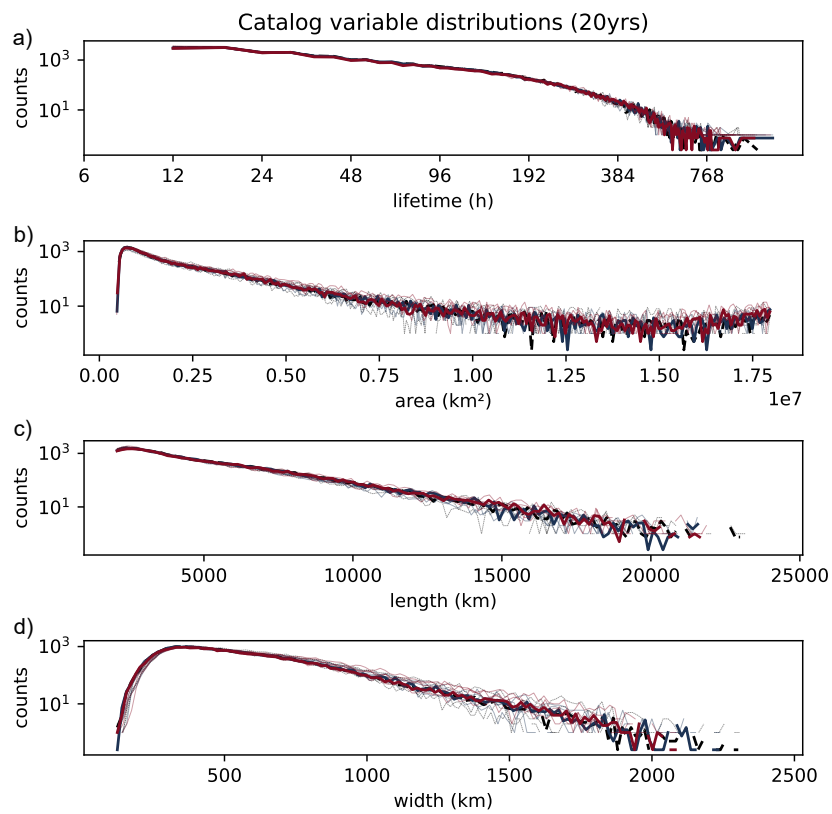 Catalog variable distributions (20yrs)
a)
counts
10³
10¹
6 12 24 48 96 192 384 768
lifetime (h)
b)
counts
10³
10¹
0.00 0.25 0.50 0.75 1.00 1.25 1.50 1.75
1e7
area (km²)
c)
counts
10³
10¹
5000 10000 15000 20000 25000
length (km)
d)
counts
10³
10¹
500 1000 1500 2000 2500
width (km)